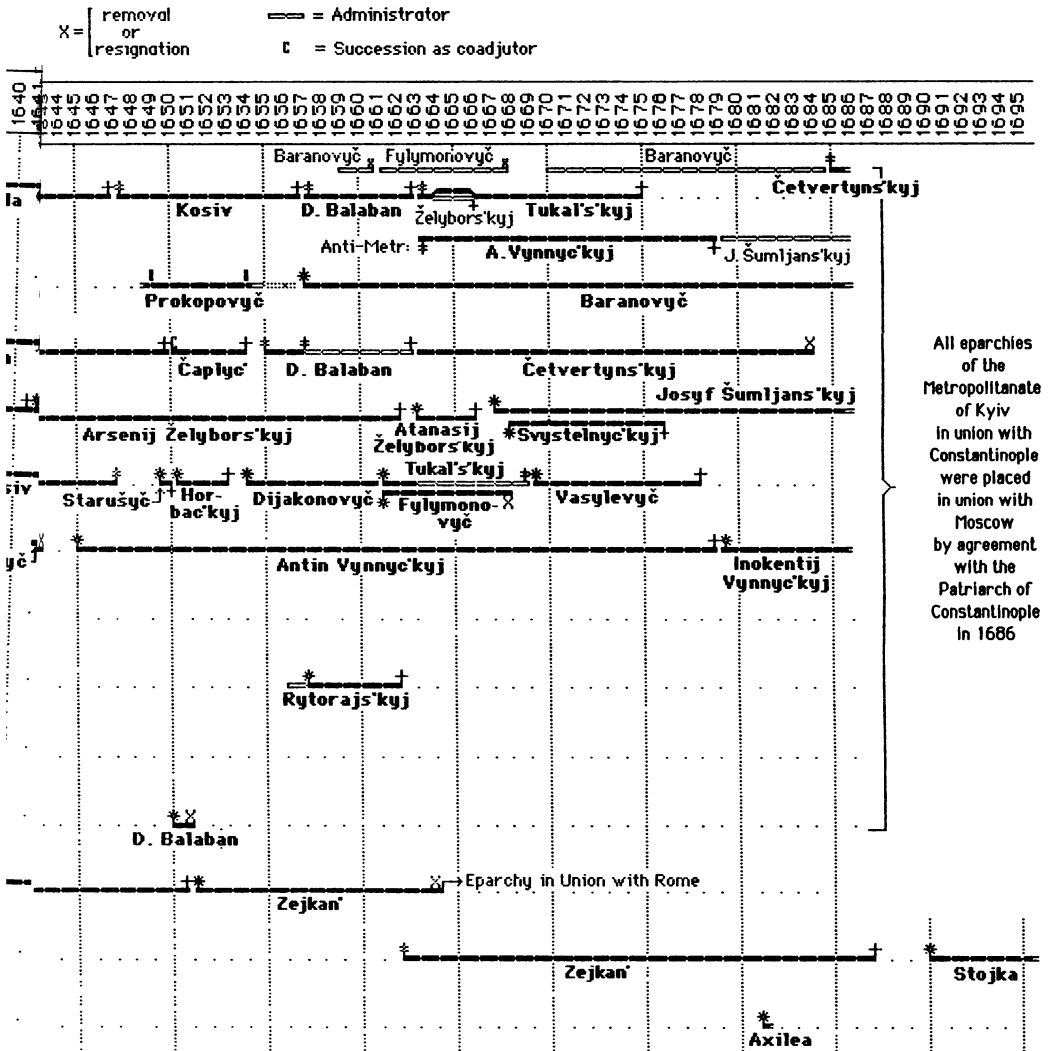 X = removal
or
resignation
= Administrator
C = Succession as coadjutor
1640 1641 1644 1645 1646 1647 1648 1649 1650 1651 1652 1653 1654 1655 1656 1657 1658 1659 1660 1661 1662 1663 1664 1665 1666 1667 1668 1669 1670 1671 1672 1673 1674 1675 1676 1677 1678 1679 1680 1681 1682 1683 1684 1685 1686 1687 1688 1689 1690 1691 1692 1693 1694 1695
Baranovyč Fylymonovyč Baranovyč
Četvertyns'kyj
la Kosiv D. Balaban Želybors'kyj Tukal's'kyj
Anti-Metr: A. Vynnyc'kyj J. Šumljans'kyj
Prokopovyč Baranovyč
Čaplyc' D. Balaban Četvertyns'kyj
Josyf Šumljans'kyj
Arsenij Želybors'kyj Atanasij
Želybors'kyj
Svystelnyc'kyj
Tukal's'kyj
siv Starušyč Hor-
bac'kyj
Dijakonovyč Fylymono-
vyč
Vasylevyč
yč Antin Vynnyc'kyj Inokentij
Vynnyc'kyj
Rytorajs'kyj
D. Balaban
Zejkan' Eparchy in Union with Rome
Zejkan' Stojka
Axilea
All eparchies
of the
Metropolitanate
of Kyiv
in union with
Constantinople
were placed
in union with
Moscow
by agreement
with the
Patriarch of
Constantinople
in 1686